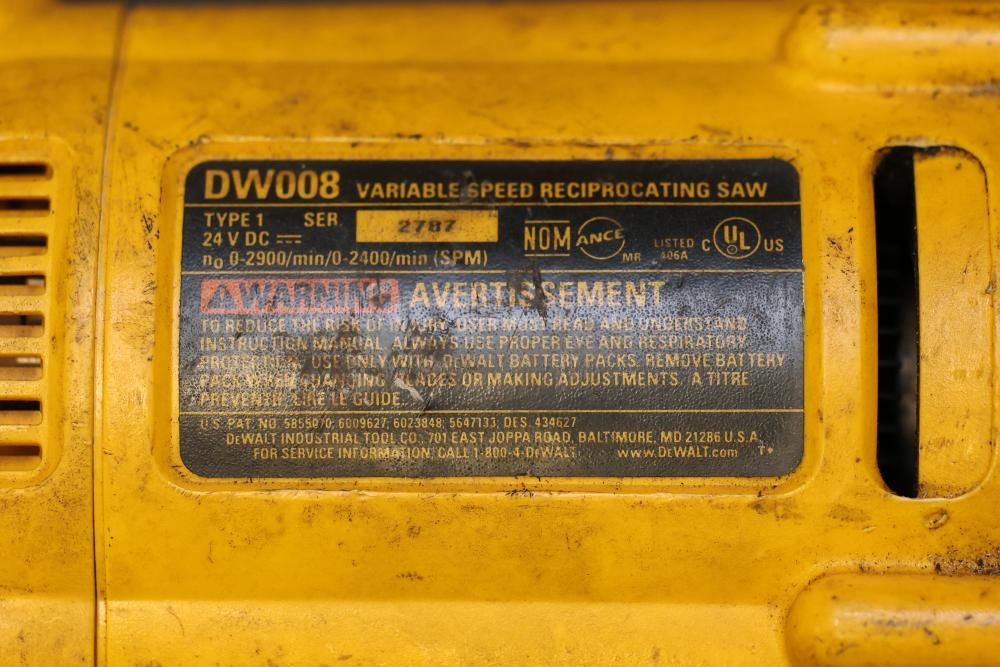 DW008 VARIABLE SPEED RECIPROCATING SAW
TYPE 1 SER. 2787
24 V DC
NOM ANCE MR LISTED 406A C UL US
n₀ 0-2900/min/0-2400/min (SPM)
WARNING AVERTISSEMENT
TO REDUCE THE RISK OF INJURY, USER MUST READ AND UNDERSTAND
INSTRUCTION MANUAL. ALWAYS USE PROPER EYE AND RESPIRATORY
PROTECTION. USE ONLY WITH DEWALT BATTERY PACKS. REMOVE BATTERY
PACK WHEN CHANGING BLADES OR MAKING ADJUSTMENTS. A TITRE
PREVENTIF, LIRE LE GUIDE.
U.S. PAT. NO. 5855070; 6009627; 6023848; 5647133; DES. 434627
DEWALT INDUSTRIAL TOOL CO., 701 EAST JOPPA ROAD, BALTIMORE, MD 21286 U.S.A.
FOR SERVICE INFORMATION, CALL 1-800-4-DEWALT www.DEWALT.com T*